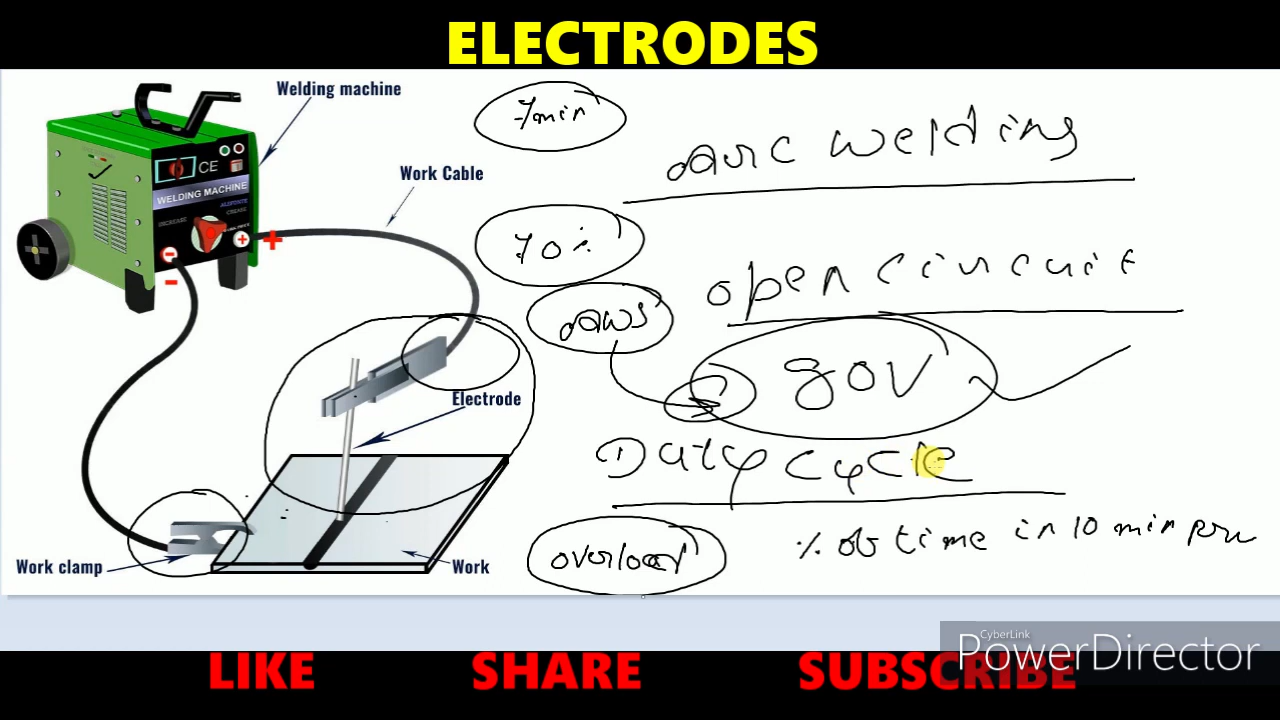 ELECTRODES
Welding machine
7min
Arc welding
CE
WELDING MACHINE
Work Cable
+
-
70%
open circuit
AWS
80V
Electrode
Duty cycle
% of time in 10 min
overload
Work clamp
Work
CyberLink
PowerDirector
LIKE SHARE SUBSCRIBE